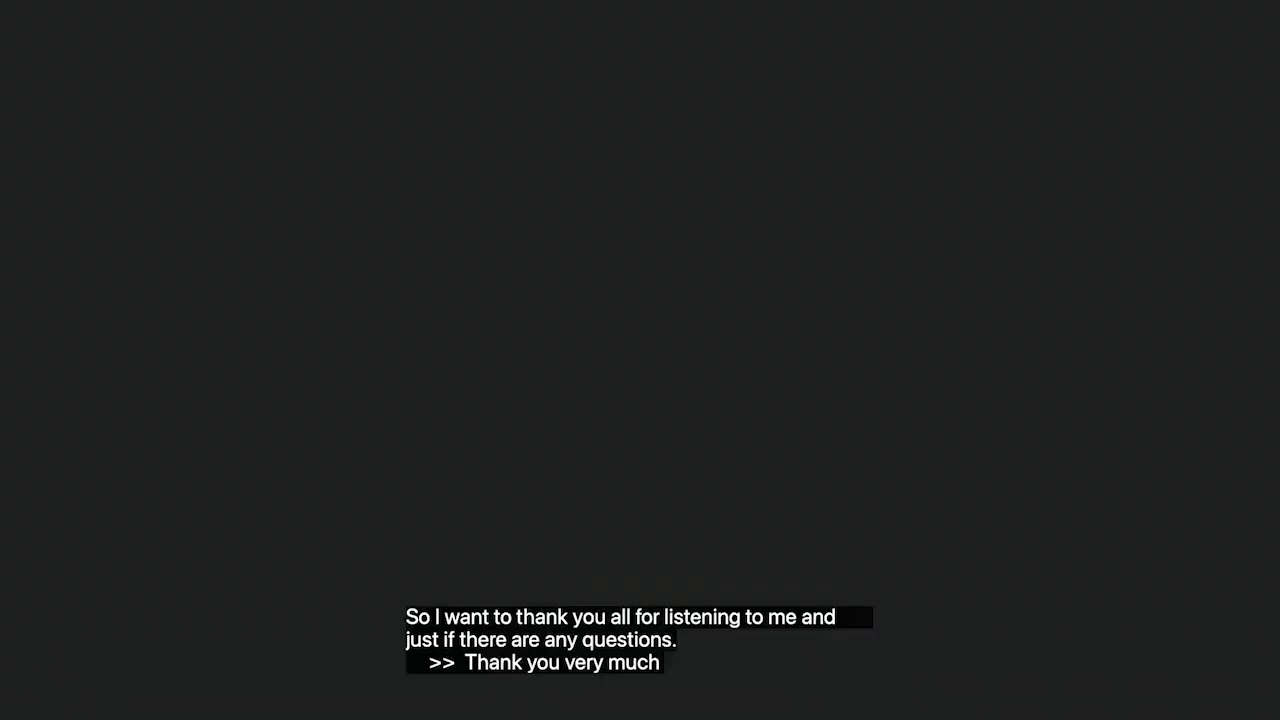 So I want to thank you all for listening to me and
just if there are any questions.
>> Thank you very much